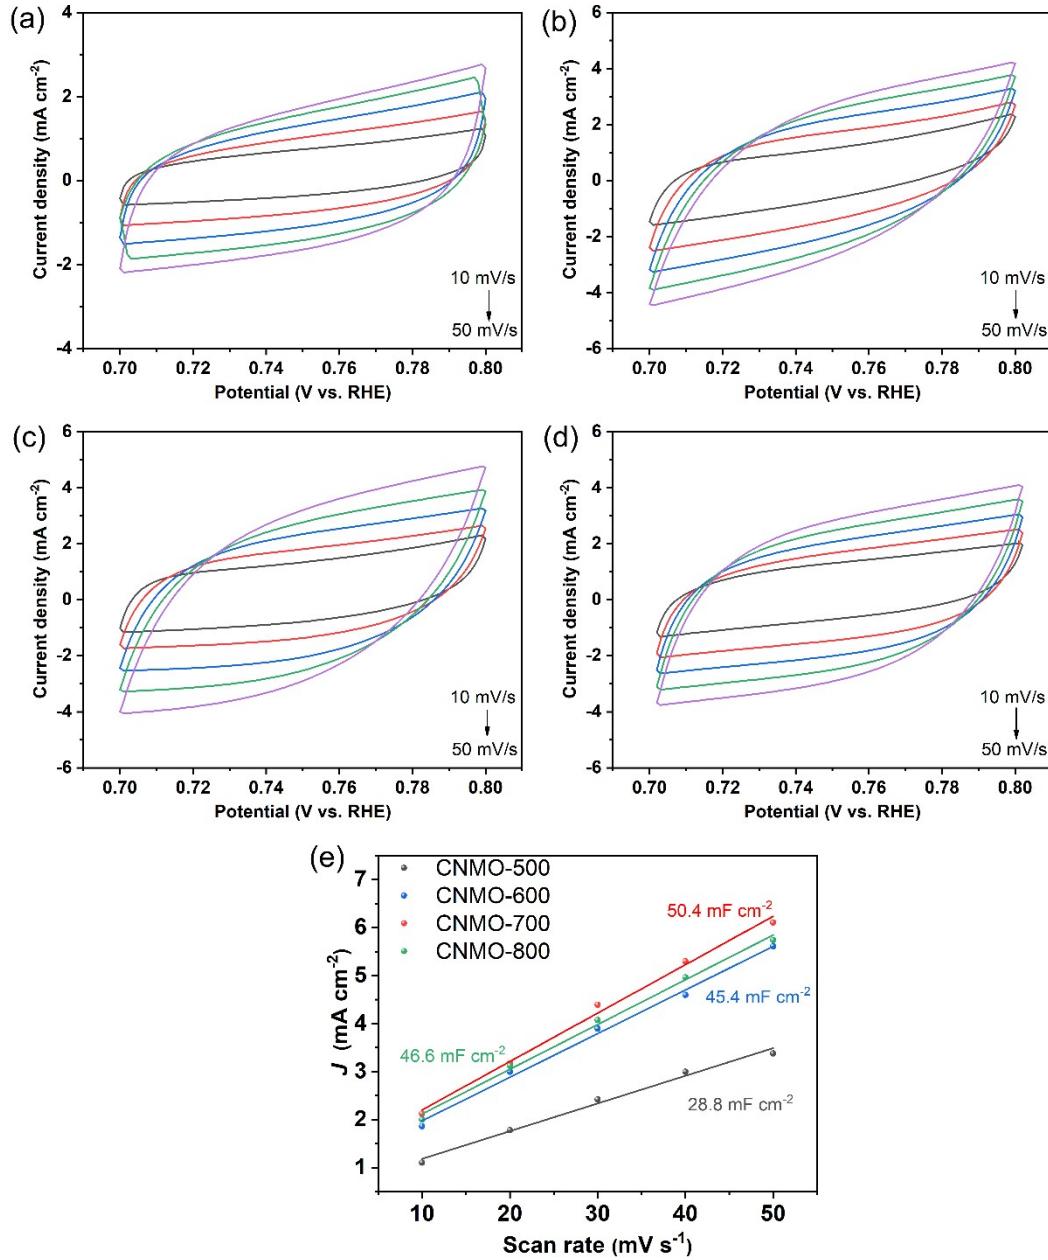 (a)
Current density (mA cm⁻²)
4
2
0
-2
-4
10 mV/s
50 mV/s
0.70 0.72 0.74 0.76 0.78 0.80
Potential (V vs. RHE)
(b)
Current density (mA cm⁻²)
6
4
2
0
-2
-4
-6
10 mV/s
50 mV/s
0.70 0.72 0.74 0.76 0.78 0.80
Potential (V vs. RHE)
(c)
Current density (mA cm⁻²)
6
4
2
0
-2
-4
-6
10 mV/s
50 mV/s
0.70 0.72 0.74 0.76 0.78 0.80
Potential (V vs. RHE)
(d)
Current density (mA cm⁻²)
6
4
2
0
-2
-4
-6
10 mV/s
50 mV/s
0.70 0.72 0.74 0.76 0.78 0.80
Potential (V vs. RHE)
(e)
J (mA cm⁻²)
7
6
5
4
3
2
1
CNMO-500
CNMO-600
CNMO-700
CNMO-800
50.4 mF cm⁻²
45.4 mF cm⁻²
46.6 mF cm⁻²
28.8 mF cm⁻²
10 20 30 40 50
Scan rate (mV s⁻¹)